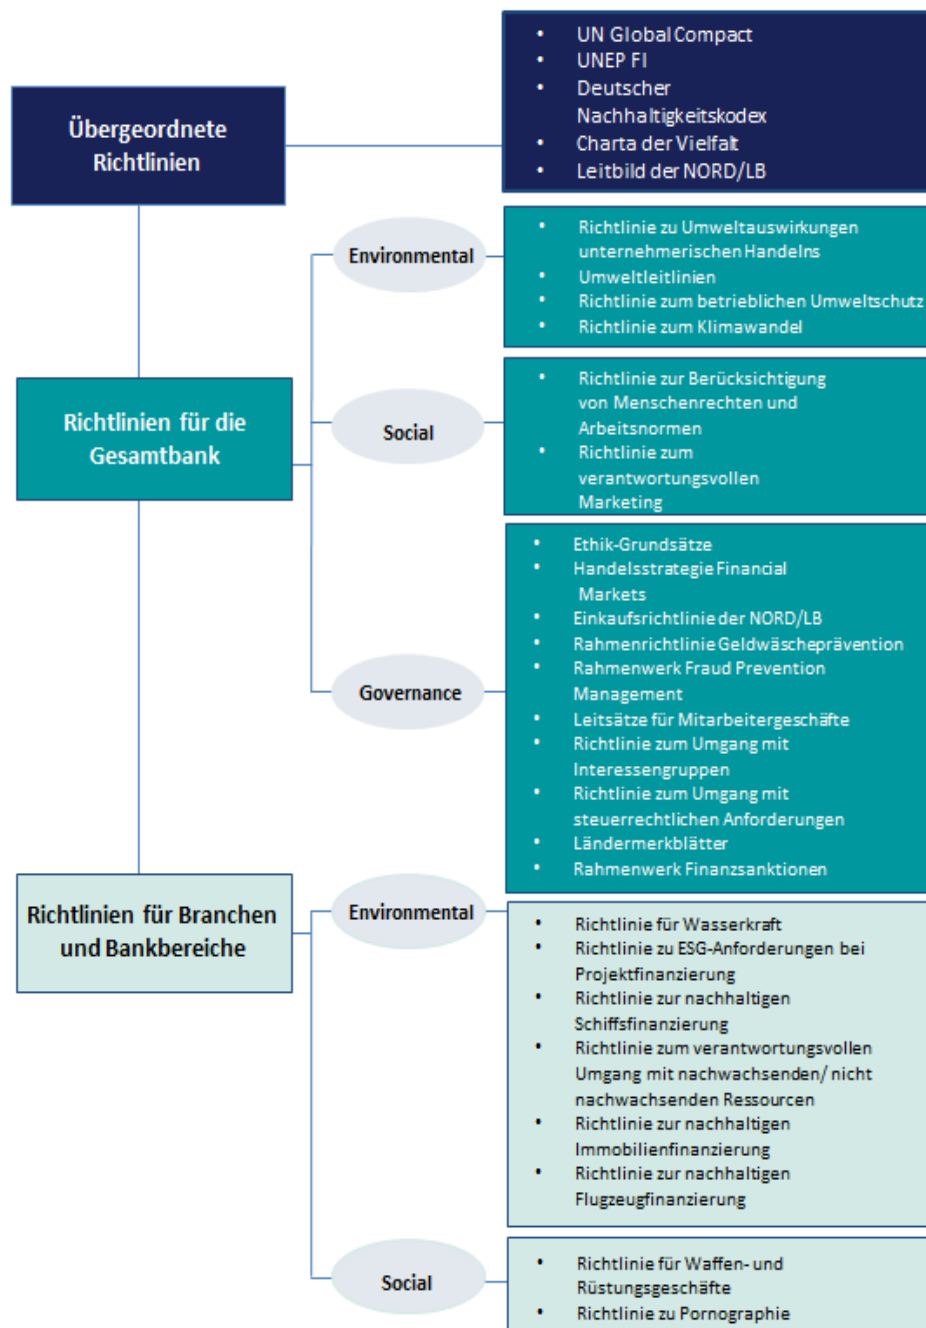 Übergeordnete
Richtlinien
• UN Global Compact
• UNEP FI
• Deutscher
Nachhaltigkeitskodex
• Charta der Vielfalt
• Leitbild der NORD/LB
Richtlinien für die
Gesamtbank
Environmental
• Richtlinie zu Umweltauswirkungen
unternehmerischen Handelns
• Umweltleitlinien
• Richtlinie zum betrieblichen Umweltschutz
• Richtlinie zum Klimawandel
Social
• Richtlinie zur Berücksichtigung
von Menschenrechten und
Arbeitsnormen
• Richtlinie zum
verantwortungsvollen
Marketing
Governance
• Ethik-Grundsätze
• Handelsstrategie Financial
Markets
• Einkaufsrichtlinie der NORD/LB
• Rahmenrichtlinie Geldwäscheprävention
• Rahmenwerk Fraud Prevention
Management
• Leitsätze für Mitarbeitergeschäfte
• Richtlinie zum Umgang mit
Interessengruppen
• Richtlinie zum Umgang mit
steuerrechtlichen Anforderungen
• Ländermerkblätter
• Rahmenwerk Finanzsanktionen
Richtlinien für Branchen
und Bankbereiche
Environmental
• Richtlinie für Wasserkraft
• Richtlinie zu ESG-Anforderungen bei
Projektfinanzierung
• Richtlinie zur nachhaltigen
Schiffsfinanzierung
• Richtlinie zum verantwortungsvollen
Umgang mit nachwachsenden/ nicht
nachwachsenden Ressourcen
• Richtlinie zur nachhaltigen
Immobilienfinanzierung
• Richtlinie zur nachhaltigen
Flugzeugfinanzierung
Social
• Richtlinie für Waffen- und
Rüstungsgeschäfte
• Richtlinie zu Pornographie